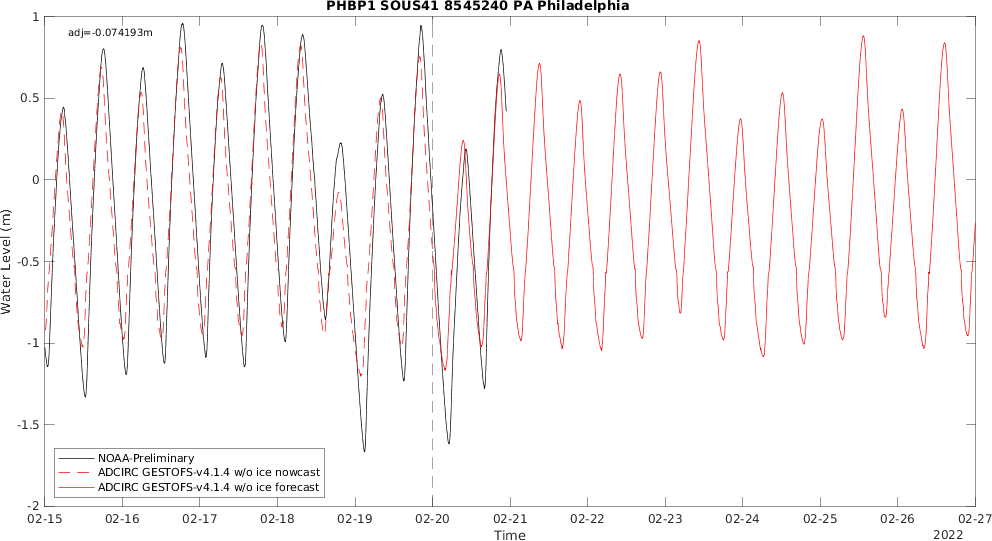 PHBP1 SOUS41 8545240 PA Philadelphia
adj=-0.074193m
1
0.5
0
-0.5
-1
-1.5
-2
Water Level (m)
NOAA-Preliminary
ADCIRC GESTOFS-v4.1.4 w/o ice nowcast
ADCIRC GESTOFS-v4.1.4 w/o ice forecast
02-15 02-16 02-17 02-18 02-19 02-20 02-21 02-22 02-23 02-24 02-25 02-26 02-27
Time
2022